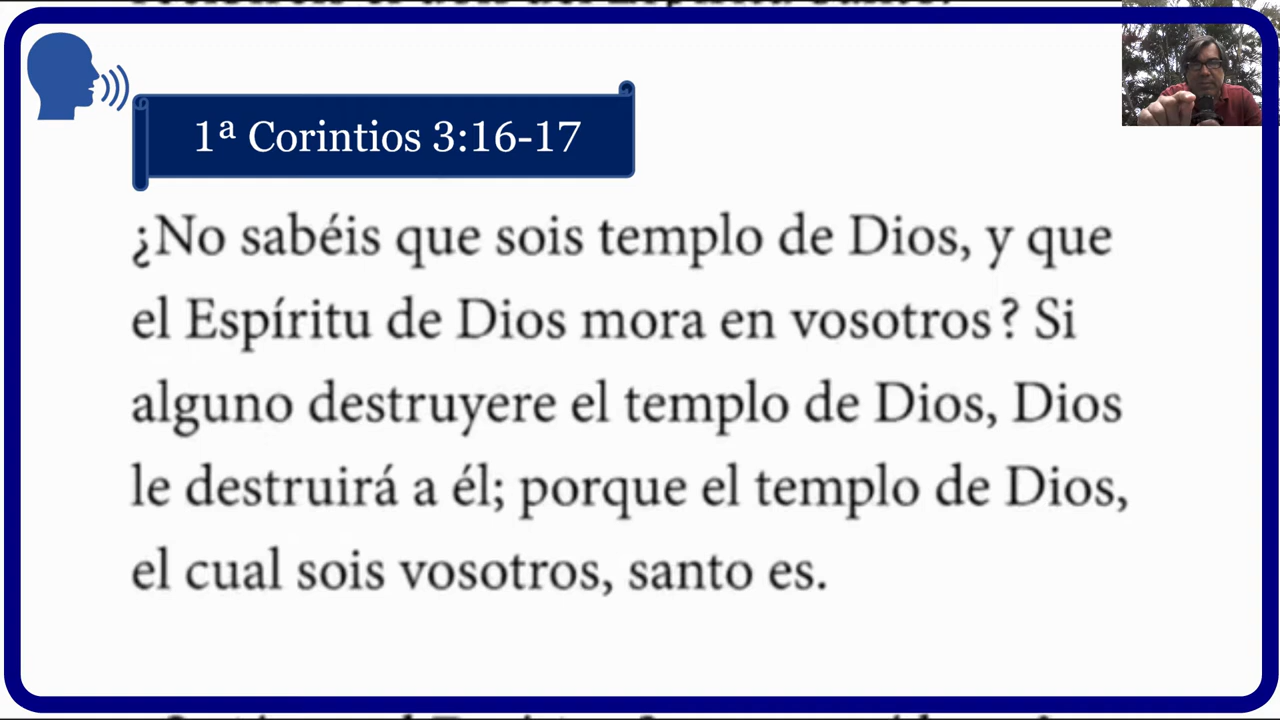 1ª Corintios 3:16-17
¿No sabéis que sois templo de Dios, y que
el Espíritu de Dios mora en vosotros? Si
alguno destruyere el templo de Dios, Dios
le destruirá a él; porque el templo de Dios,
el cual sois vosotros, santo es.